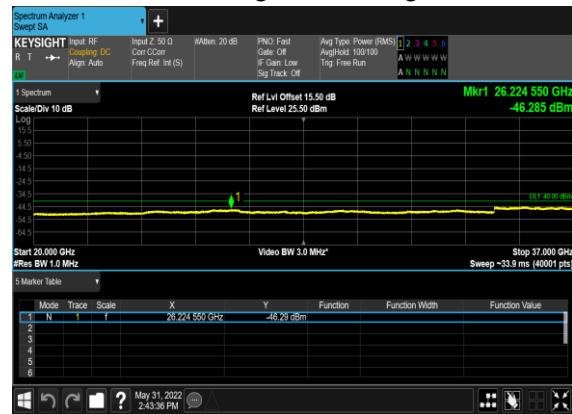 Spectrum Analyzer 1
Swept SA
+
KEYSIGHT Input: RF Input Z: 50 Ω #Atten: 20 dB PNO: Fast Avg Type: Power (RMS) 1 2 3 4 5 6
R T Coupling: DC Corr CCorr Gate: Off Avg|Hold: 100/100 A W W W W W
Align: Auto Freq Ref: Int (S) IF Gain: Low Trig: Free Run
Sig Track: Off A N N N N N
1 Spectrum
Ref Lvl Offset 15.50 dB Mkr1 26.224 550 GHz
Scale/Div 10 dB Ref Level 25.50 dBm -46.285 dBm
Log
15.5
5.50
-4.50
-14.5
-24.5
-34.5
1
-44.5
-54.5
-64.5
Start 20.000 GHz Video BW 3.0 MHz* Stop 37.000 GHz
#Res BW 1.0 MHz Sweep ~33.9 ms (40001 pts)
5 Marker Table
Mode Trace Scale X Y Function Function Width Function Value
1 N 1 f 26.224 550 GHz -46.29 dBm
2
3
4
5
6
? May 31, 2022
2:43:36 PM